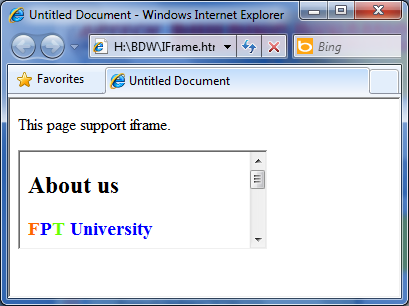 Untitled Document - Windows Internet Explorer
H:\BDW\IFrame.htm
Bing
Favorites
Untitled Document
This page support iframe.
About us
FPT University